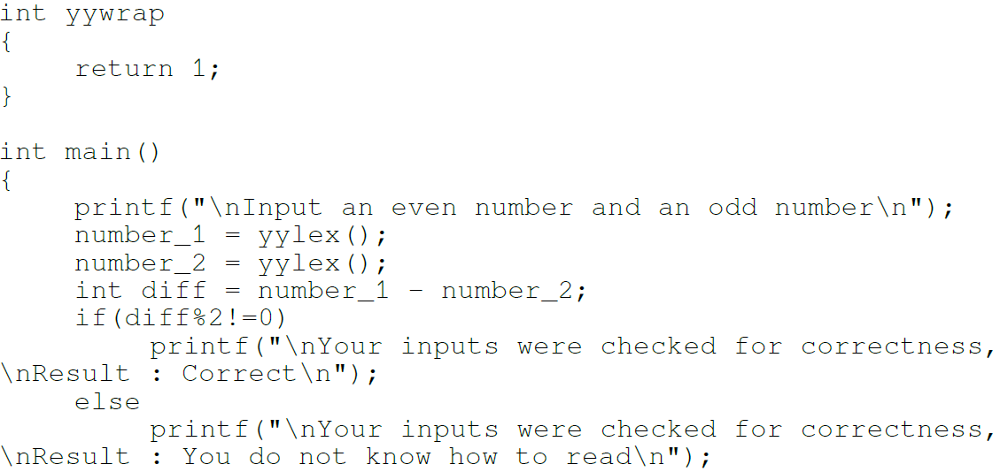 int yywrap
{
     return 1;
}

int main()
{
     printf("\nInput an even number and an odd number\n");
     number_1 = yylex();
     number_2 = yylex();
     int diff = number_1 – number_2;
     if(diff%2!=0)
          printf("\nYour inputs were checked for correctness,
\nResult : Correct\n");
     else
          printf("\nYour inputs were checked for correctness,
\nResult : You do not know how to read\n");